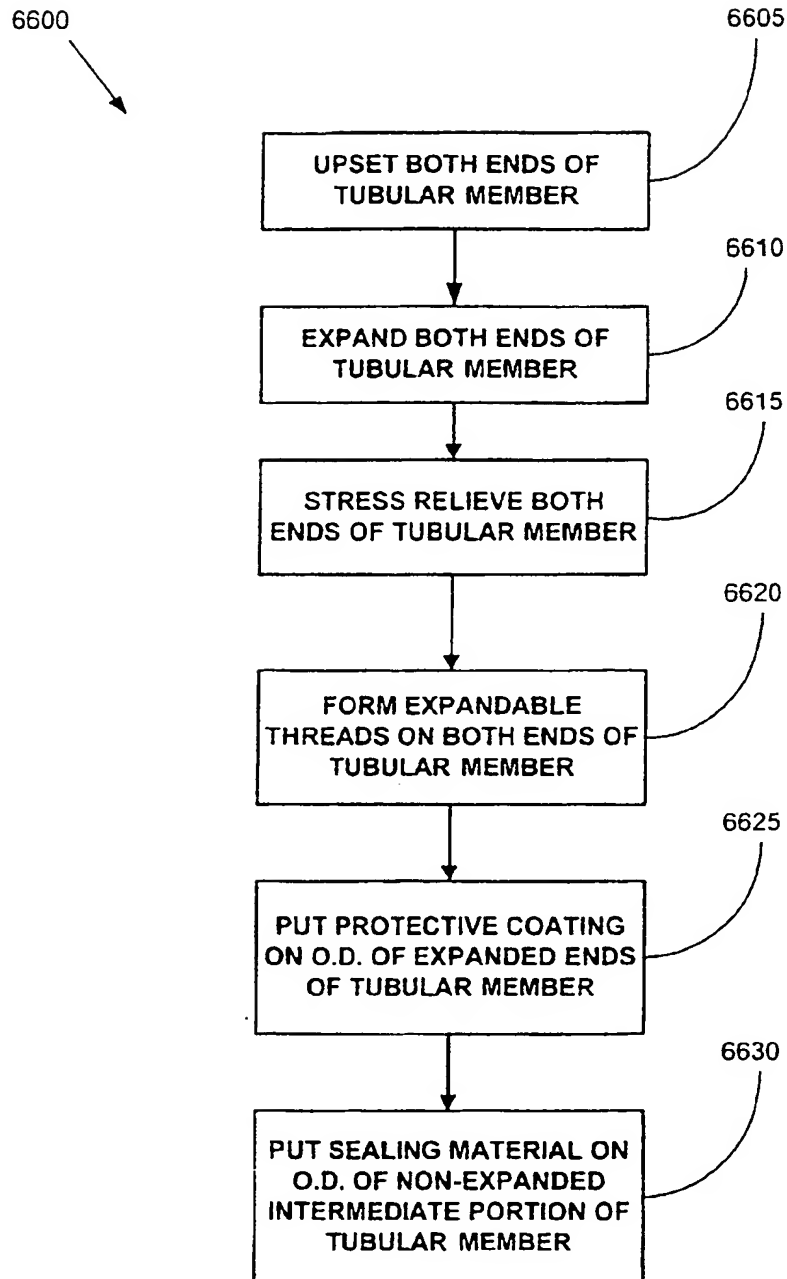 6600
6605
UPSET BOTH ENDS OF
TUBULAR MEMBER
6610
EXPAND BOTH ENDS OF
TUBULAR MEMBER
6615
STRESS RELIEVE BOTH
ENDS OF TUBULAR MEMBER
6620
FORM EXPANDABLE
THREADS ON BOTH ENDS OF
TUBULAR MEMBER
6625
PUT PROTECTIVE COATING
ON O.D. OF EXPANDED ENDS
OF TUBULAR MEMBER
6630
PUT SEALING MATERIAL ON
O.D. OF NON-EXPANDED
INTERMEDIATE PORTION OF
TUBULAR MEMBER